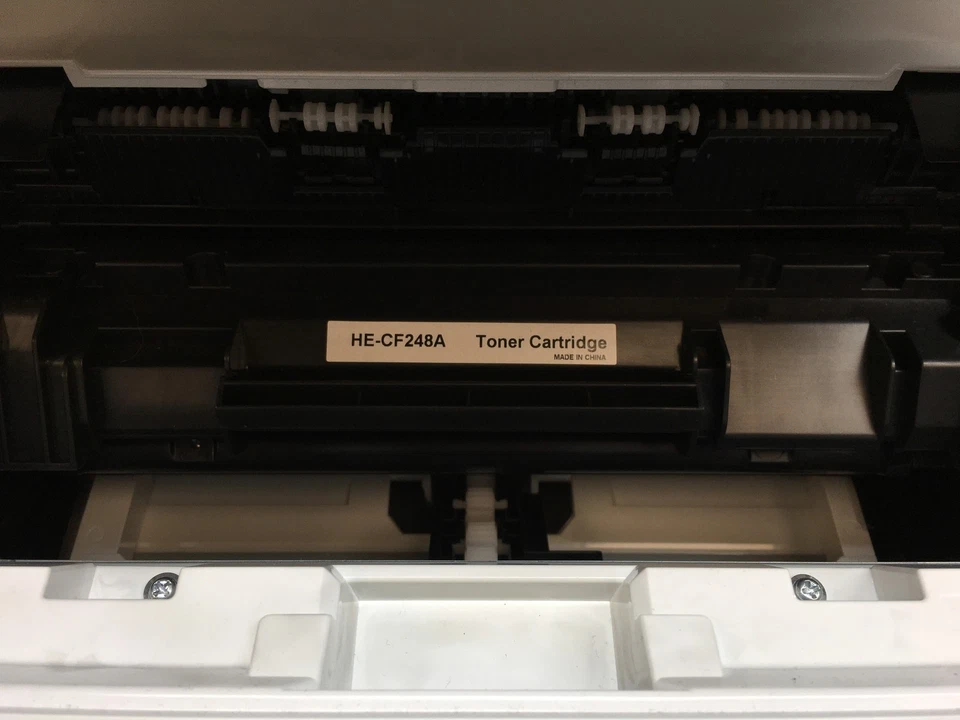 HE-CF248A Toner Cartridge
MADE IN CHINA